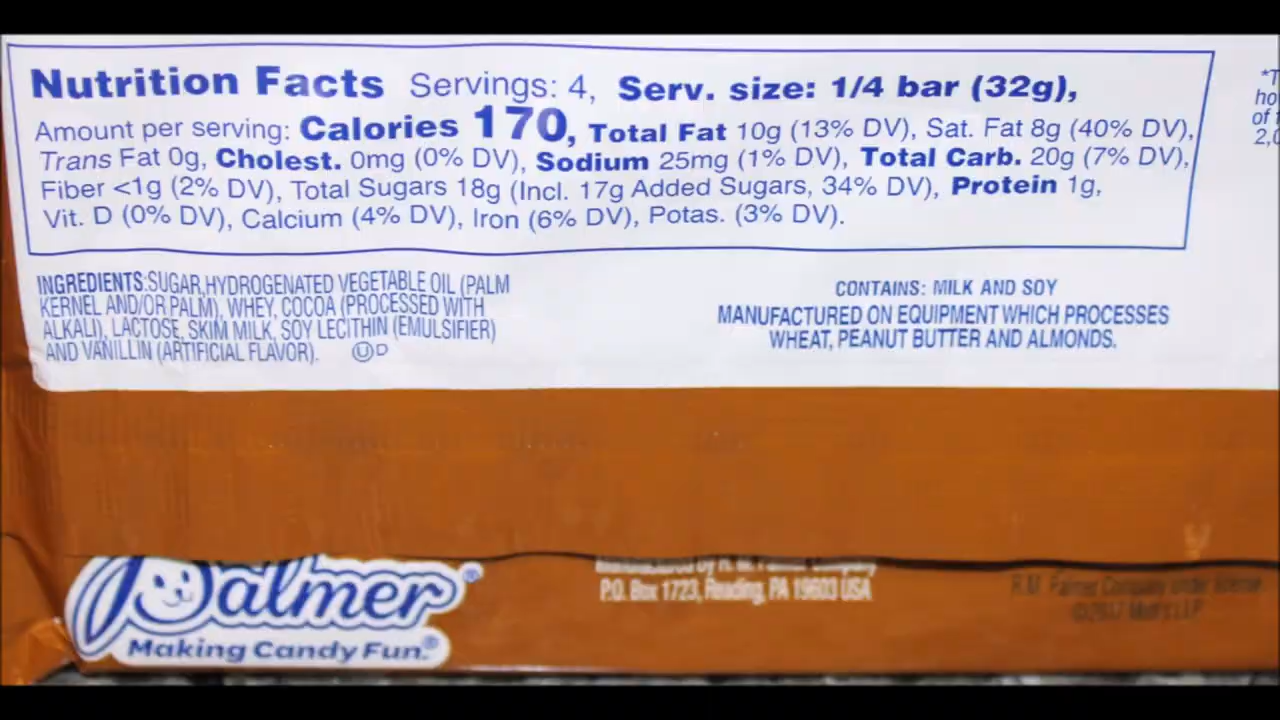 Nutrition Facts Servings: 4, Serv. size: 1/4 bar (32g),
Amount per serving: Calories 170, Total Fat 10g (13% DV), Sat. Fat 8g (40% DV),
Trans Fat 0g, Cholest. 0mg (0% DV), Sodium 25mg (1% DV), Total Carb. 20g (7% DV),
Fiber <1g (2% DV), Total Sugars 18g (Incl. 17g Added Sugars, 34% DV), Protein 1g,
Vit. D (0% DV), Calcium (4% DV), Iron (6% DV), Potas. (3% DV).
INGREDIENTS:SUGAR,HYDROGENATED VEGETABLE OIL (PALM
KERNEL AND/OR PALM), WHEY, COCOA (PROCESSED WITH
ALKALI), LACTOSE, SKIM MILK, SOY LECITHIN (EMULSIFIER)
AND VANILLIN (ARTIFICIAL FLAVOR). ⓊD
CONTAINS: MILK AND SOY
MANUFACTURED ON EQUIPMENT WHICH PROCESSES
WHEAT, PEANUT BUTTER AND ALMONDS.
Palmer®
Making Candy Fun.®
P.O. Box 1723, Reading, PA 19603 USA
R.M. Palmer Company under license